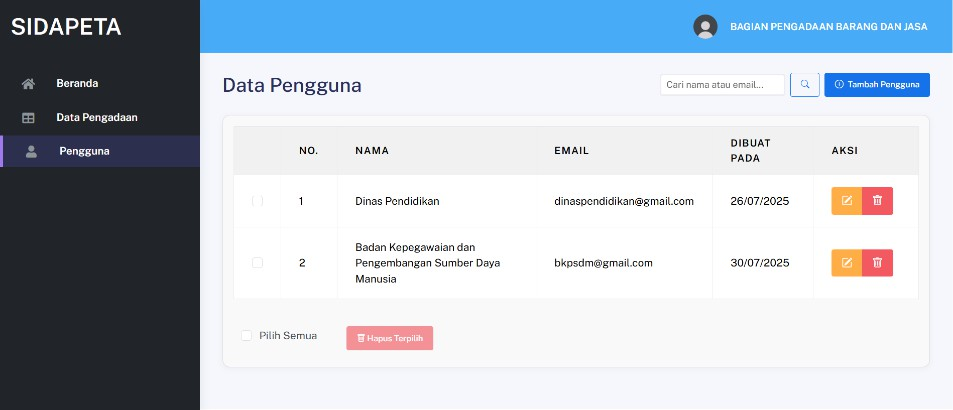 SIDAPETA
BAGIAN PENGADAAN BARANG DAN JASA
Beranda
Data Pengadaan
Pengguna
Data Pengguna
Cari nama atau email...
Tambah Pengguna
NO. NAMA EMAIL DIBUAT PADA AKSI
1 Dinas Pendidikan dinaspendidikan@gmail.com 26/07/2025
2 Badan Kepegawaian dan Pengembangan Sumber Daya Manusia bkpsdm@gmail.com 30/07/2025
Pilih Semua
Hapus Terpilih